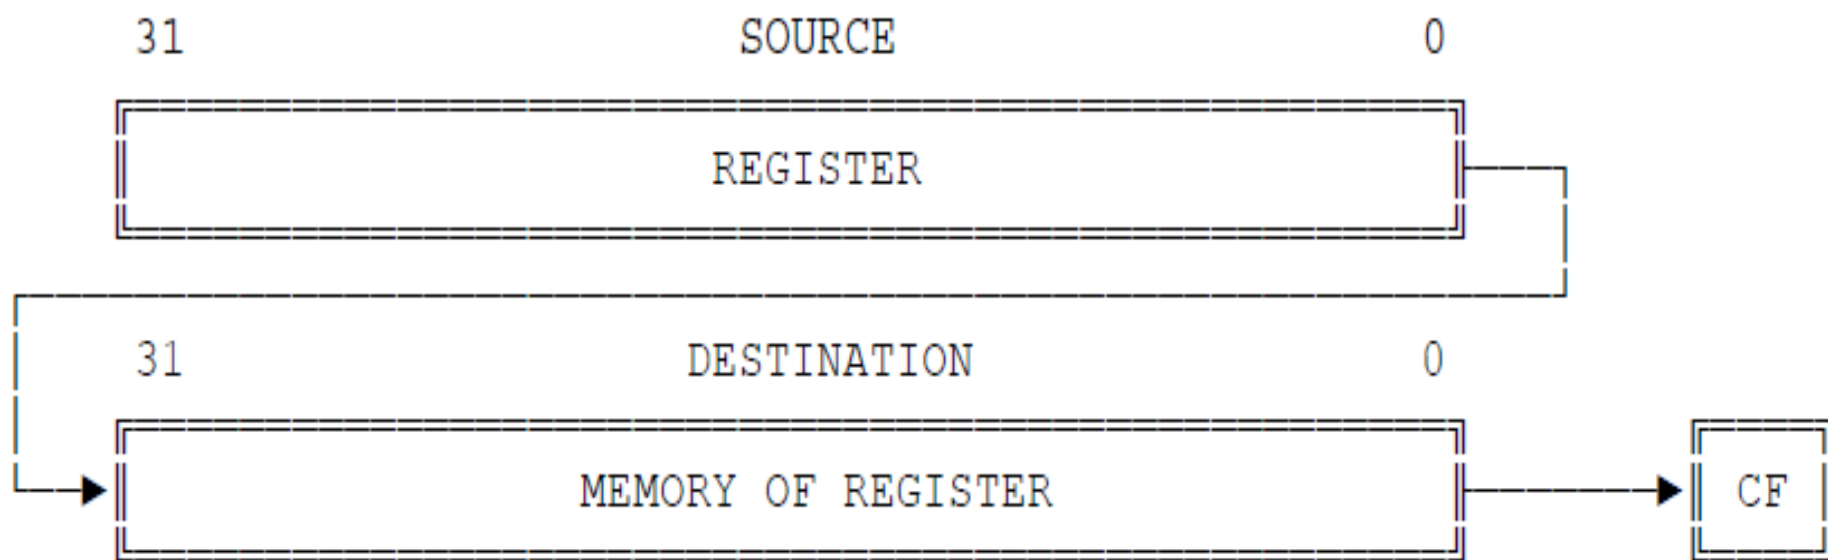 31 SOURCE 0
REGISTER
31 DESTINATION 0
MEMORY OF REGISTER CF